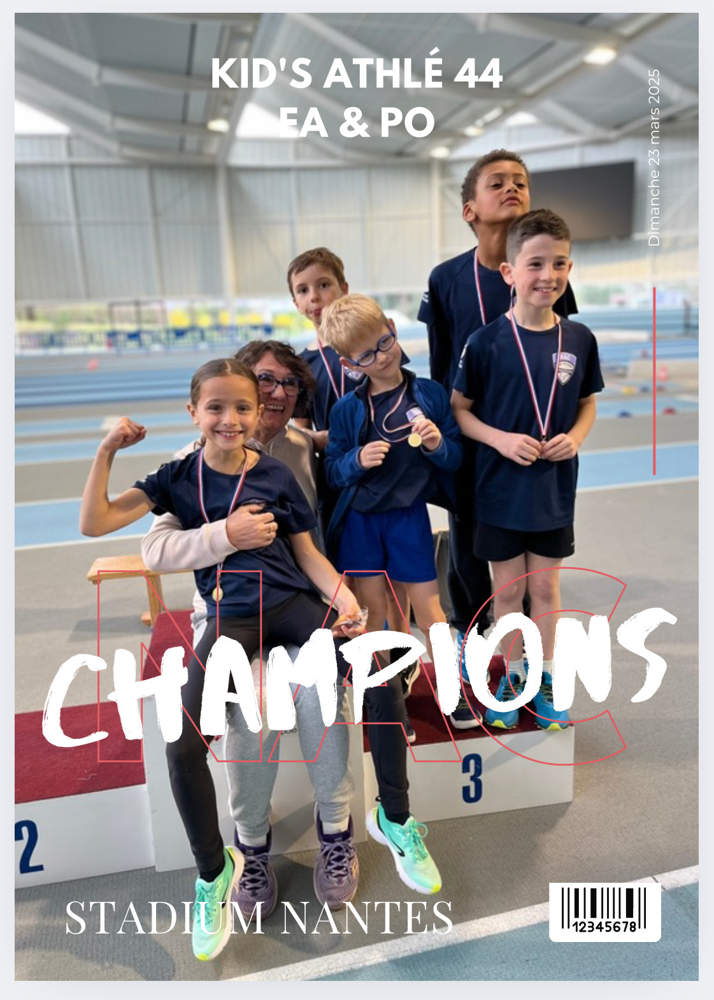 KID'S ATHLÉ 44
EA & PO
Dimanche 23 mars 2025
NAC
CHAMPIONS
3
2
STADIUM NANTES
12345678